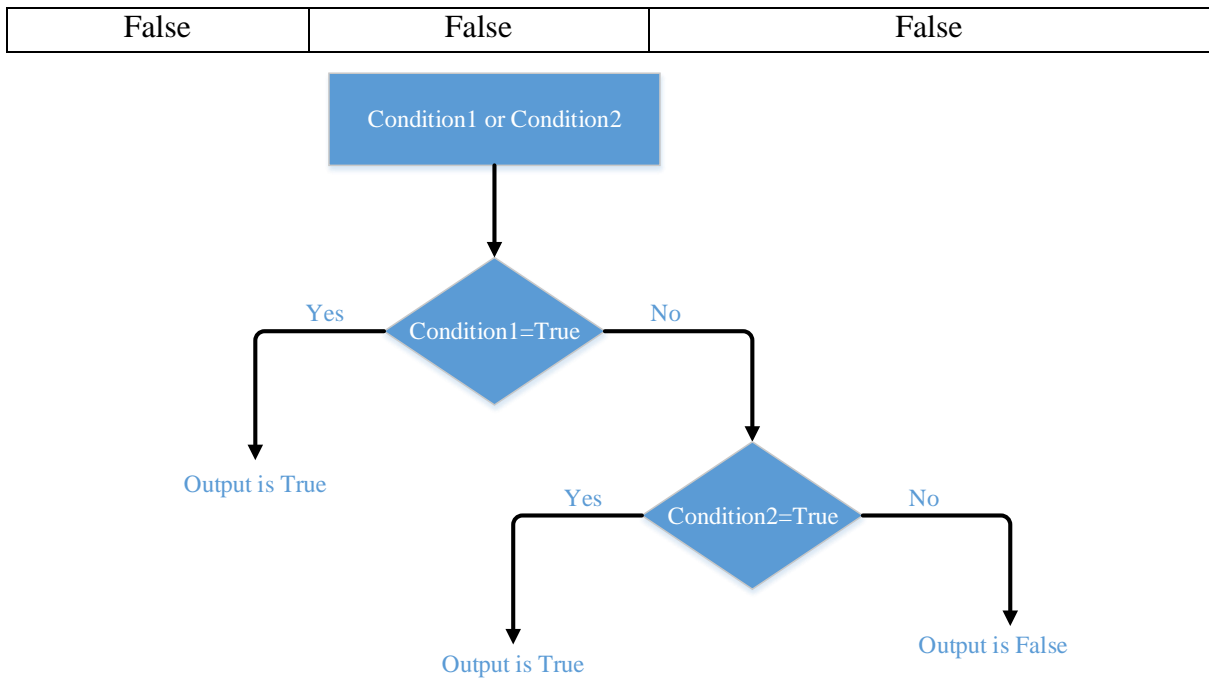 False False False
Condition1 or Condition2
Yes No
Condition1=True
Output is True
Yes No
Condition2=True
Output is False
Output is True